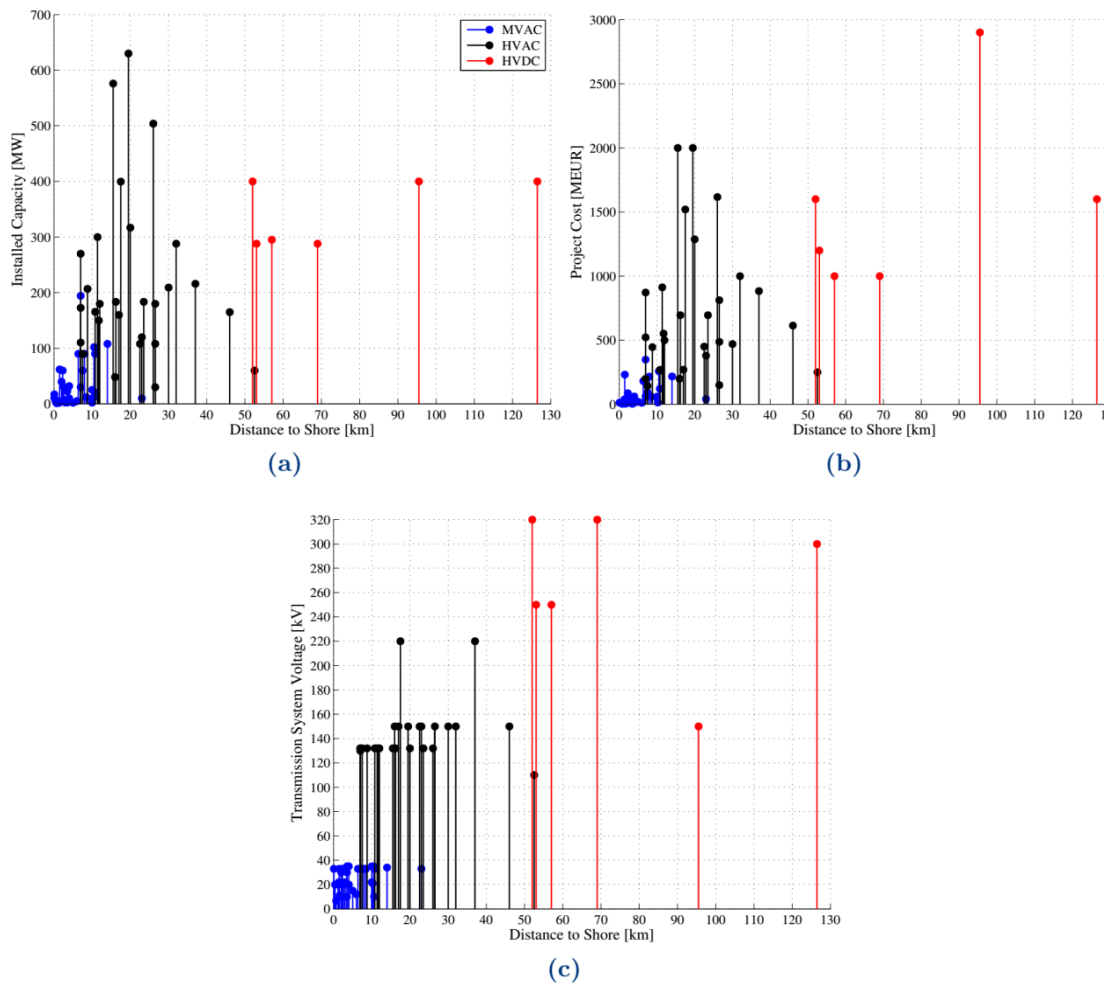 700
600
500
400
300
200
100
0
Installed Capacity [MW]
0 10 20 30 40 50 60 70 80 90 100 110 120 130
Distance to Shore [km]
MVAC
HVAC
HVDC
(a)
3000
2500
2000
1500
1000
500
0
Project Cost [MEUR]
0 10 20 30 40 50 60 70 80 90 100 110 120
Distance to Shore [km]
(b)
320
300
280
260
240
220
200
180
160
140
120
100
80
60
40
20
0
Transmission System Voltage [kV]
0 10 20 30 40 50 60 70 80 90 100 110 120 130
Distance to Shore [km]
(c)